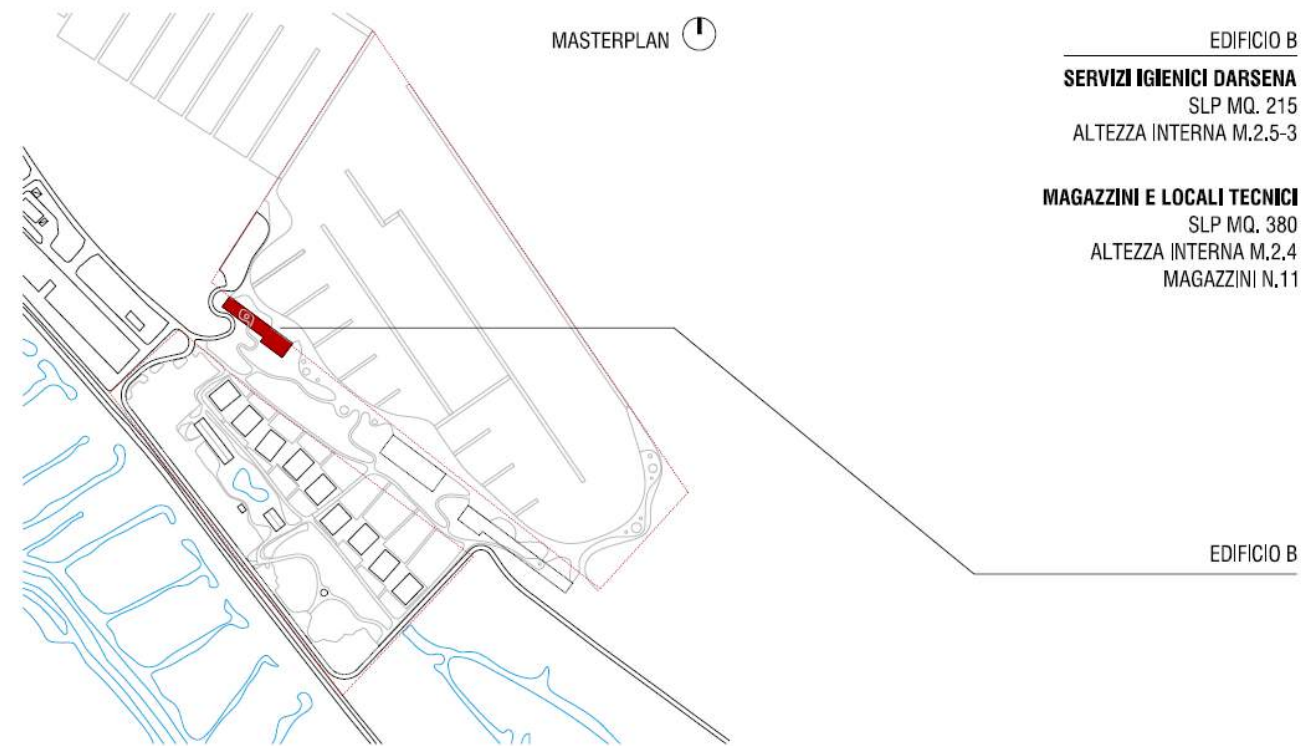 MASTERPLAN
EDIFICIO B
SERVIZI IGIENICI DARSENA
SLP MQ. 215
ALTEZZA INTERNA M.2.5-3
MAGAZZINI E LOCALI TECNICI
SLP MQ. 380
ALTEZZA INTERNA M.2.4
MAGAZZINI N.11
EDIFICIO B